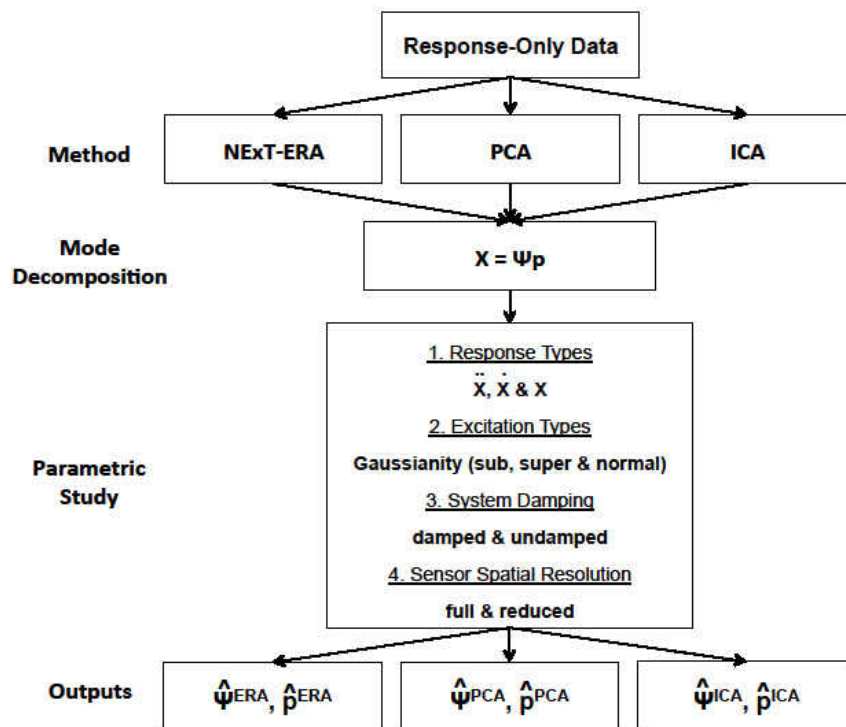 Response-Only Data
Method
NExT-ERA
PCA
ICA
Mode
Decomposition
X = Ψp
Parametric
Study
1. Response Types
Ẍ, Ẋ & X
2. Excitation Types
Gaussianity (sub, super & normal)
3. System Damping
damped & undamped
4. Sensor Spatial Resolution
full & reduced
Outputs
Ψ̂ᴱᴿᴬ, p̂ᴱᴿᴬ
Ψ̂ᴾCᴬ, p̂ᴾCᴬ
Ψ̂ᴵCᴬ, p̂ᴵCᴬ